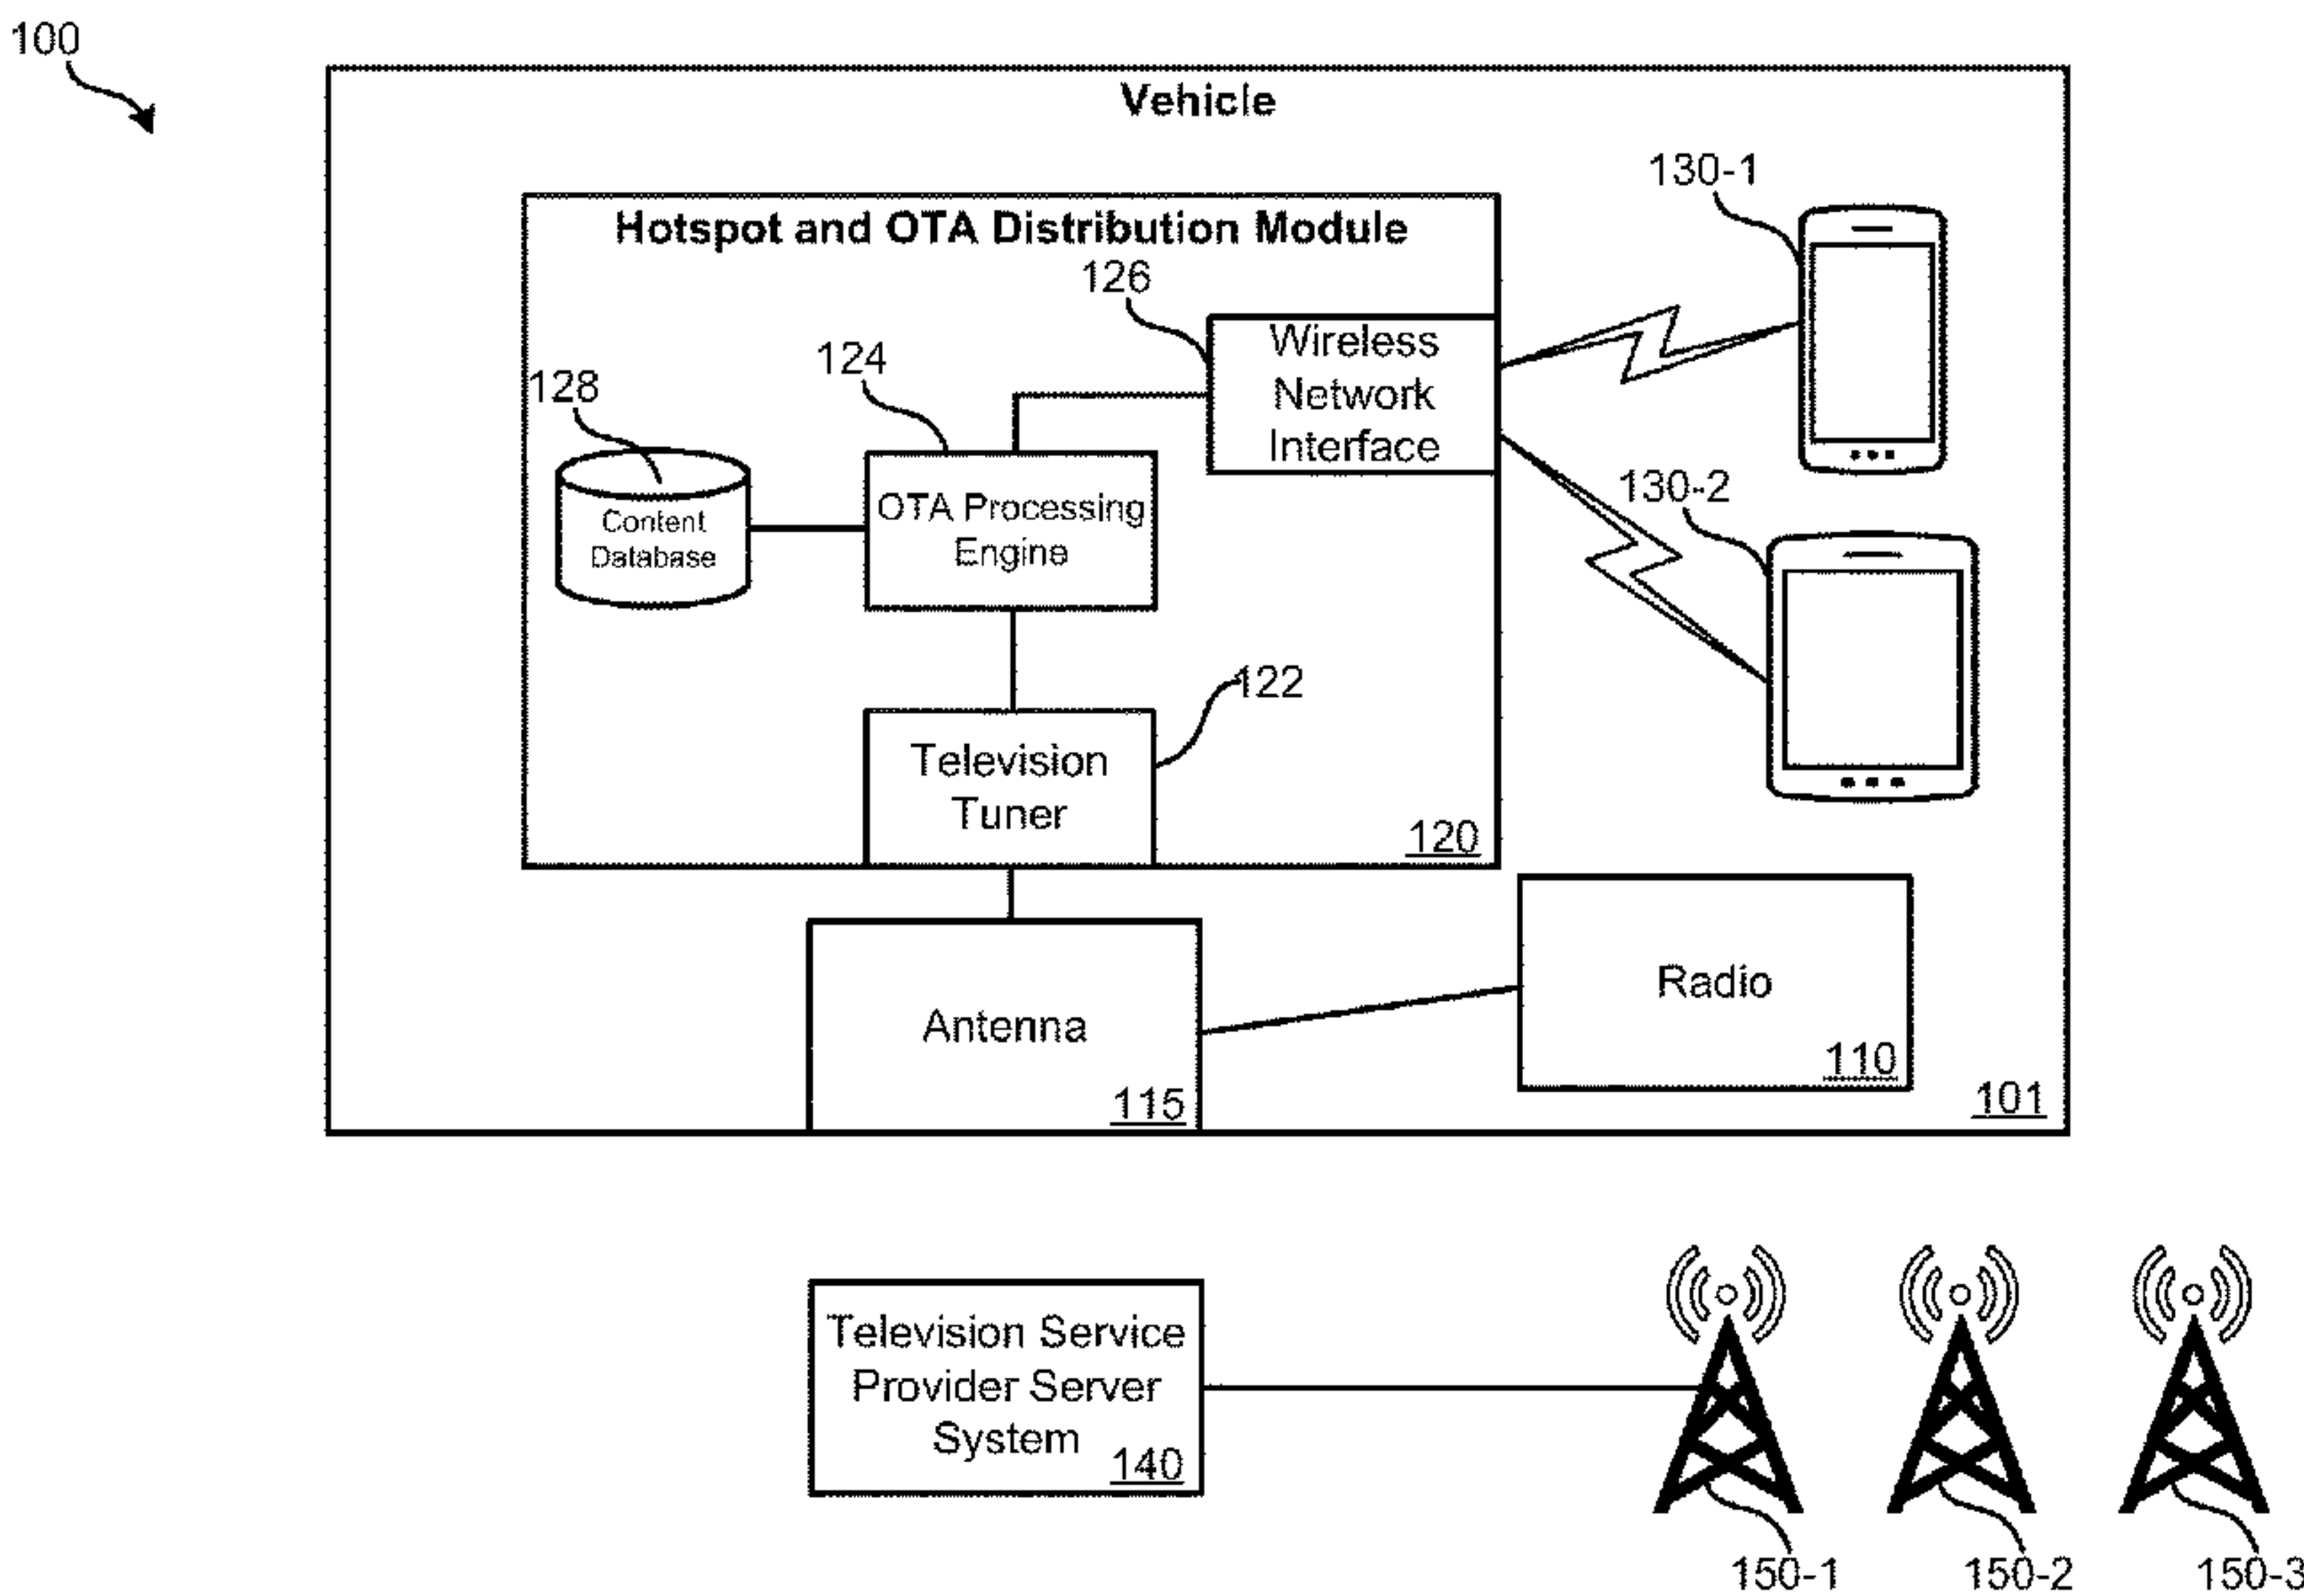 100
Vehicle
130-1
Hotspot and OTA Distribution Module
126
Wireless
Network
Interface
124
128
130-2
Content
Database
OTA Processing
Engine
122
Television
Tuner
120
Antenna
115
Radio
110
101
Television Service
Provider Server
System
140
150-1
150-2
150-3